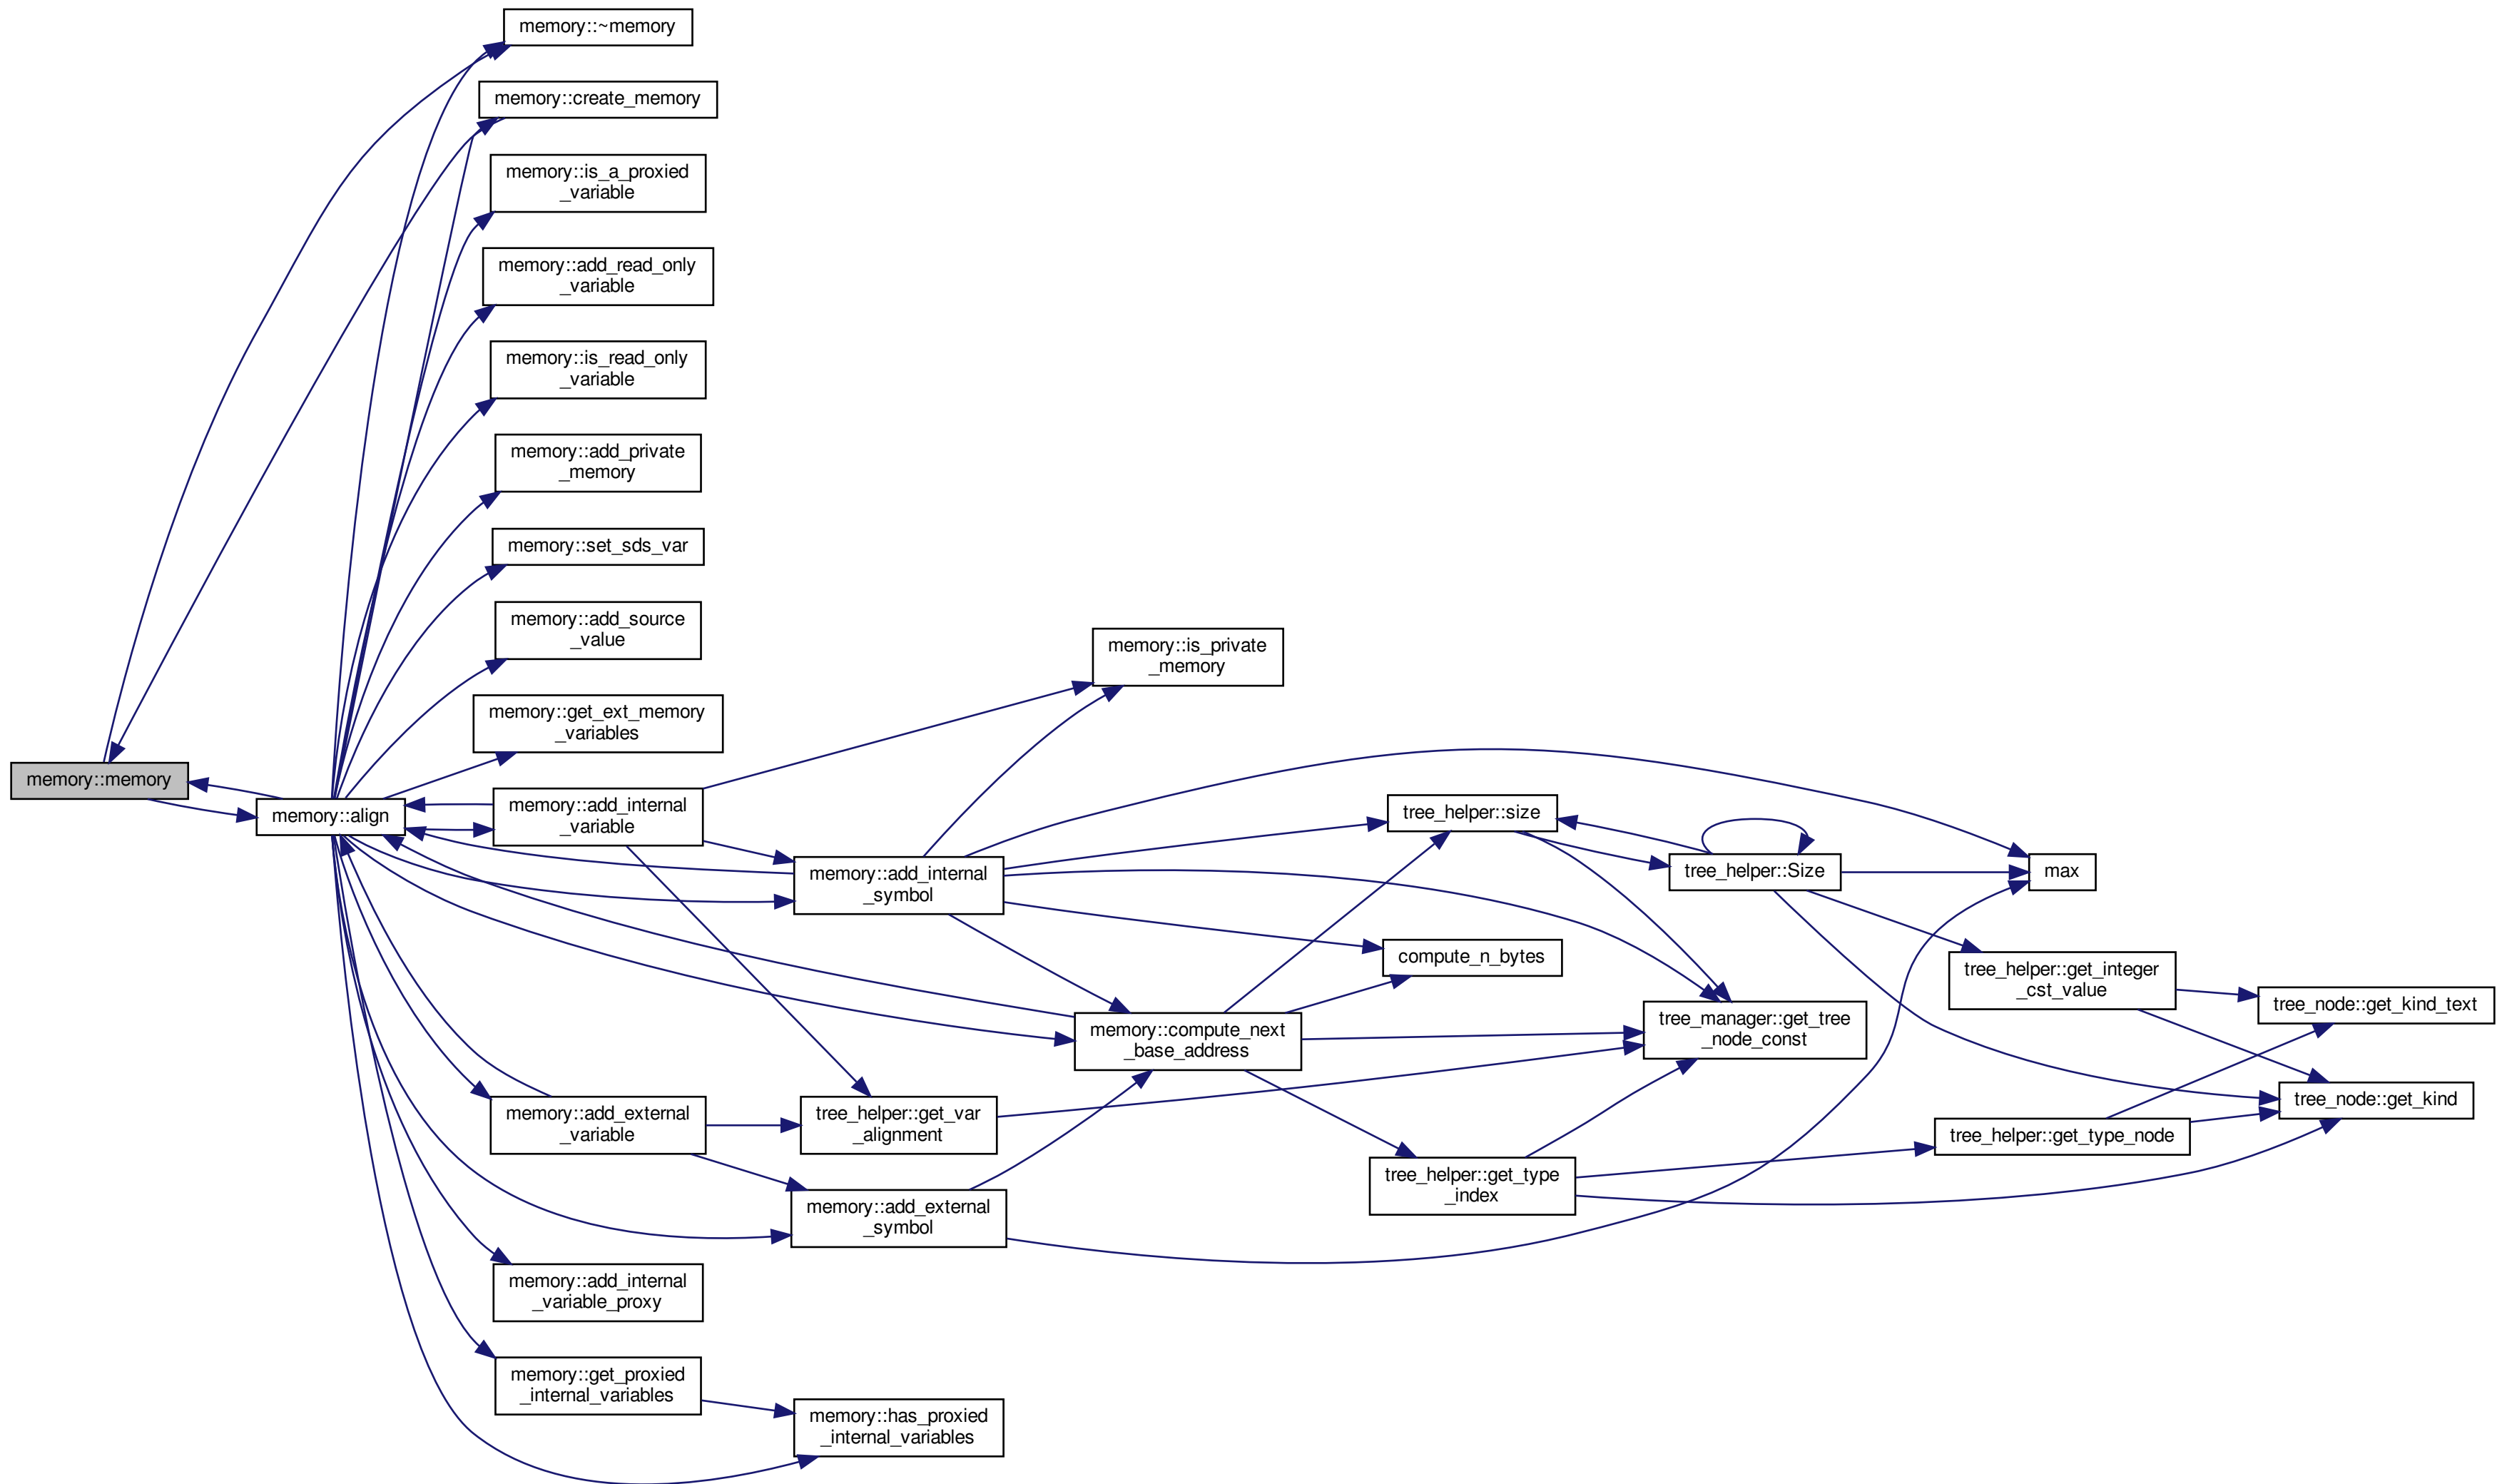 memory::~memory
memory::create_memory
memory::is_a_proxied
_variable
memory::add_read_only
_variable
memory::is_read_only
_variable
memory::add_private
_memory
memory::set_sds_var
memory::add_source
_value
memory::get_ext_memory
_variables
memory::memory
memory::align
memory::add_internal
_variable
memory::is_private
_memory
memory::add_internal
_symbol
tree_helper::size
tree_helper::Size
max
compute_n_bytes
memory::compute_next
_base_address
tree_manager::get_tree
_node_const
tree_helper::get_integer
_cst_value
tree_node::get_kind_text
tree_node::get_kind
memory::add_external
_variable
tree_helper::get_var
_alignment
tree_helper::get_type
_index
tree_helper::get_type_node
memory::add_external
_symbol
memory::add_internal
_variable_proxy
memory::get_proxied
_internal_variables
memory::has_proxied
_internal_variables